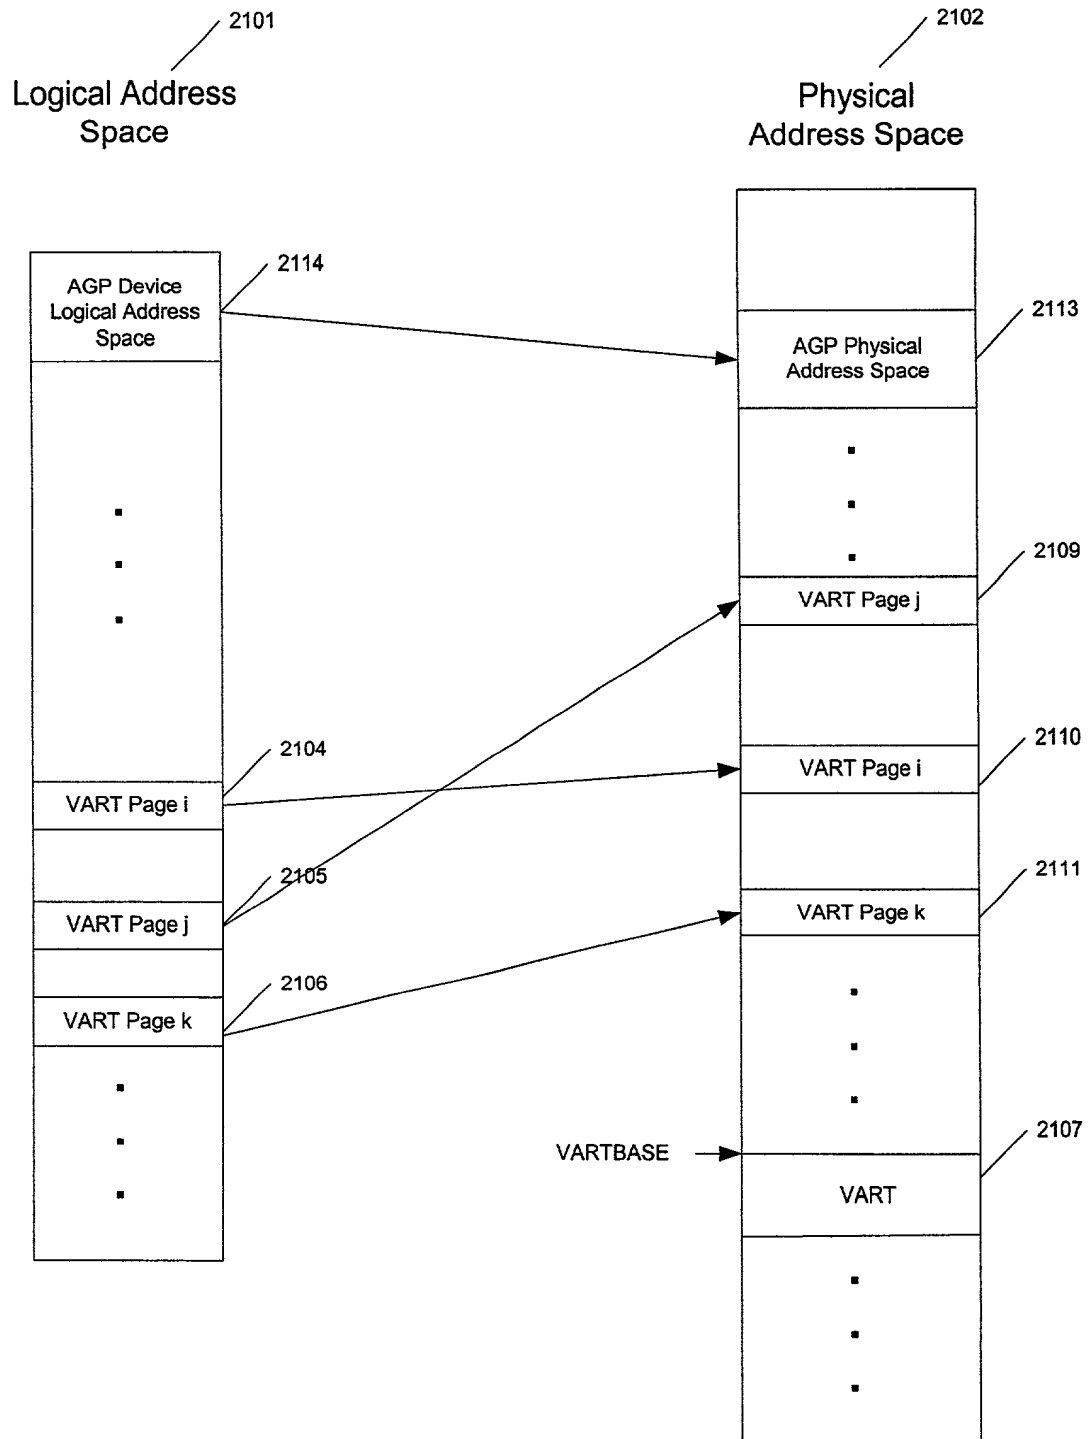 2101
Logical Address
Space
2102
Physical
Address Space
AGP Device
Logical Address
Space
2114
AGP Physical
Address Space
2113
VART Page j
2109
VART Page i
2104
VART Page i
2110
VART Page j
2105
VART Page k
2111
VART Page k
2106
VARTBASE
VART
2107